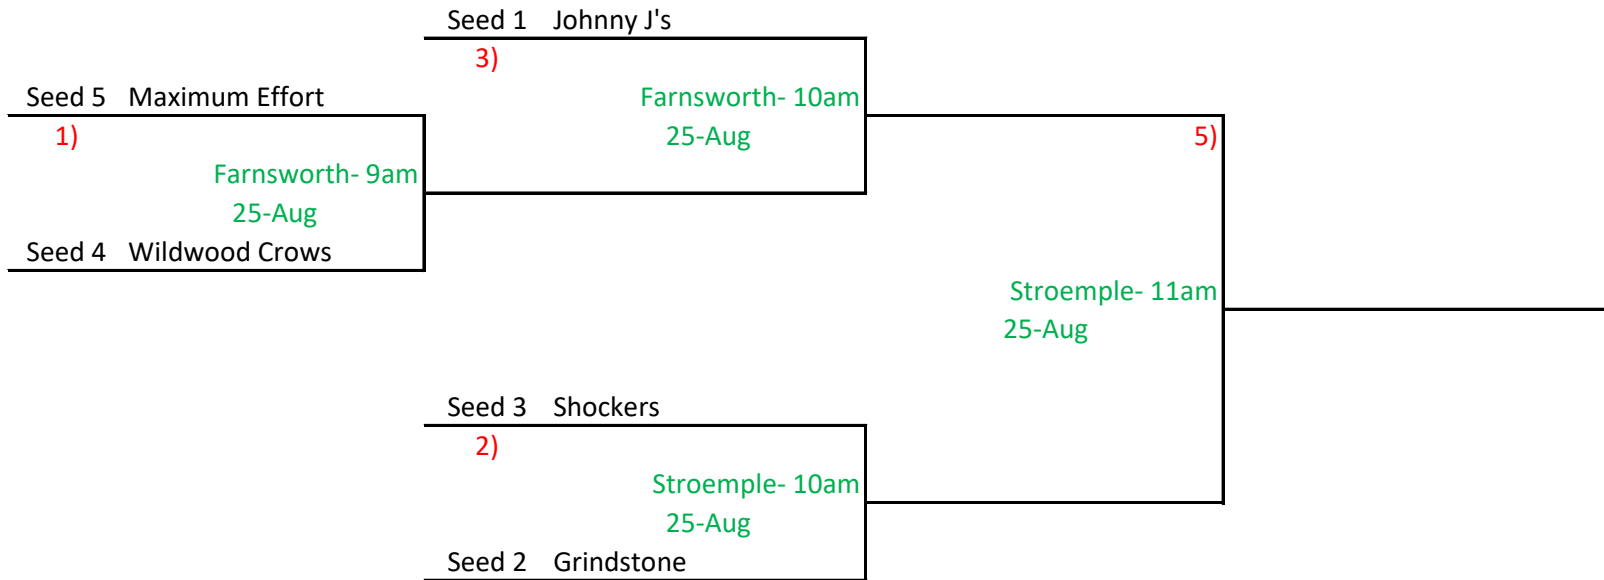 Seed 1 Johnny J's
3)
Seed 5 Maximum Effort
Farnsworth- 10am
1)
25-Aug
5)
Farnsworth- 9am
25-Aug
Seed 4 Wildwood Crows
Stroemple- 11am
25-Aug
Seed 3 Shockers
2)
Stroemple- 10am
25-Aug
Seed 2 Grindstone